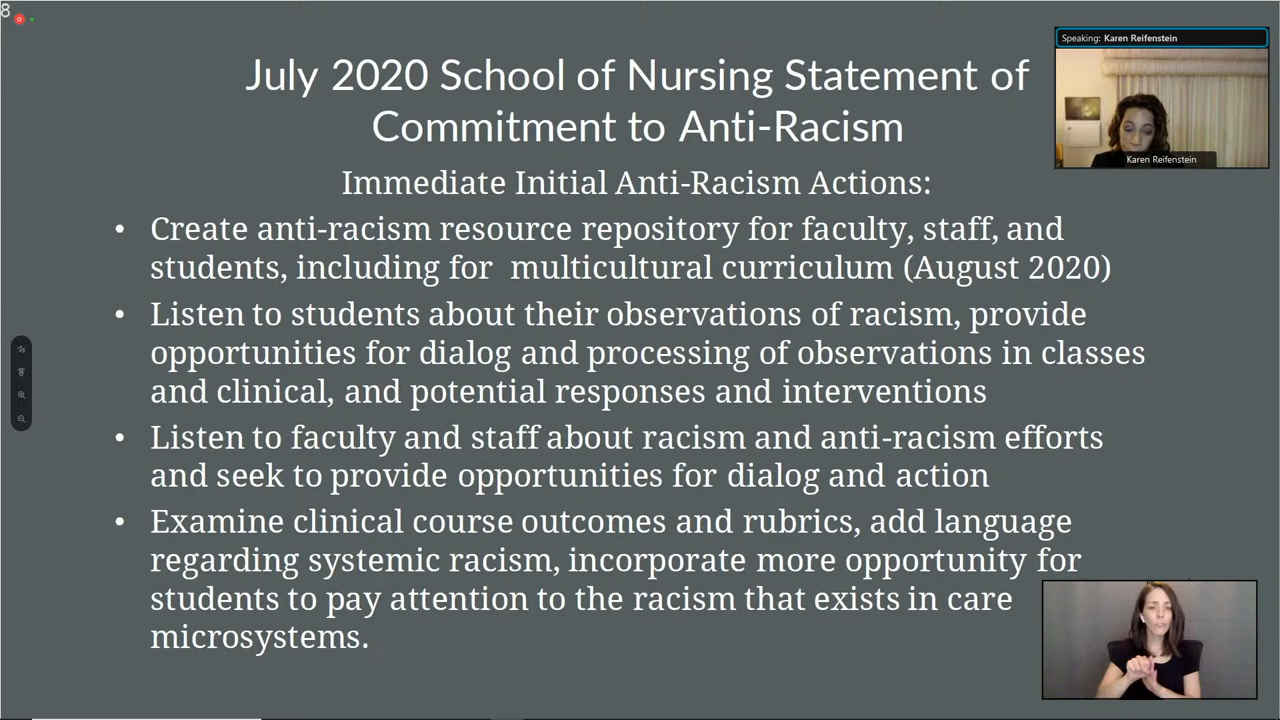 8
Speaking: Karen Reifenstein
July 2020 School of Nursing Statement of
Commitment to Anti-Racism
Karen Reifenstein
Immediate Initial Anti-Racism Actions:
• Create anti-racism resource repository for faculty, staff, and
students, including for multicultural curriculum (August 2020)
• Listen to students about their observations of racism, provide
opportunities for dialog and processing of observations in classes
and clinical, and potential responses and interventions
• Listen to faculty and staff about racism and anti-racism efforts
and seek to provide opportunities for dialog and action
• Examine clinical course outcomes and rubrics, add language
regarding systemic racism, incorporate more opportunity for
students to pay attention to the racism that exists in care
microsystems.